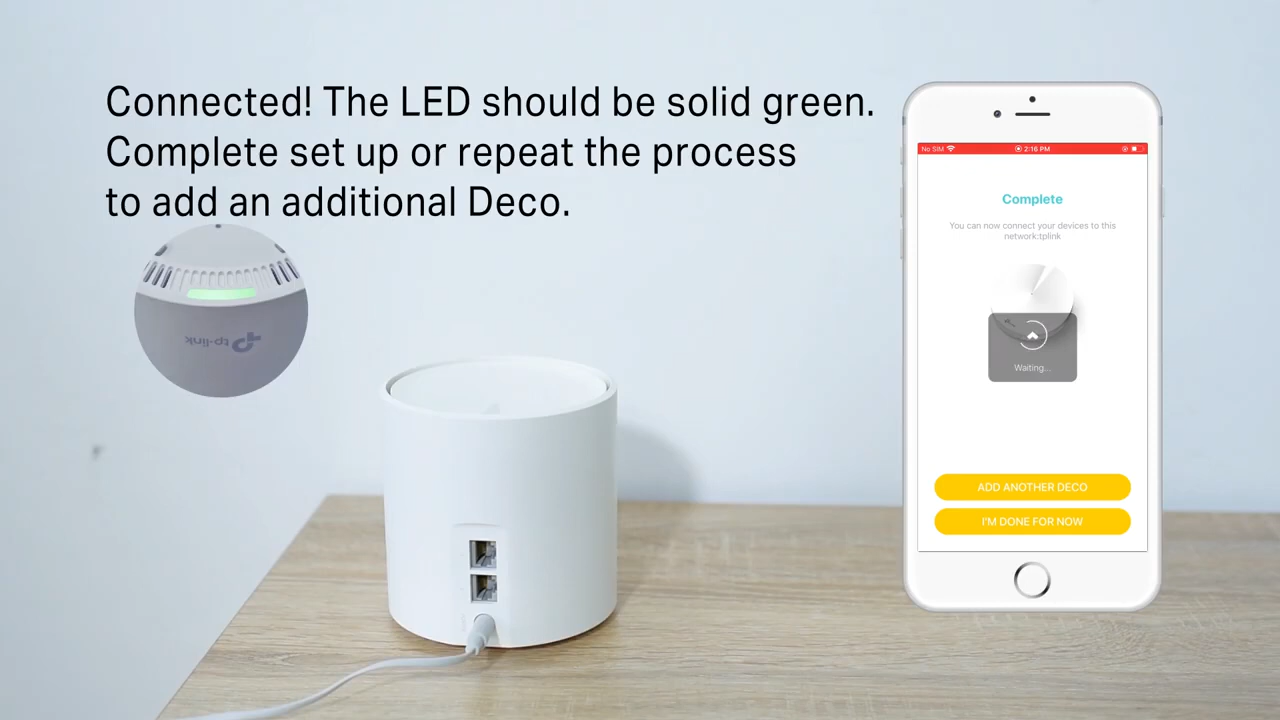 Connected! The LED should be solid green.
Complete set up or repeat the process
to add an additional Deco.
tp-link
No SIM
2:16 PM
Complete
You can now connect your devices to this
network:tplink
Waiting...
ADD ANOTHER DECO
I'M DONE FOR NOW